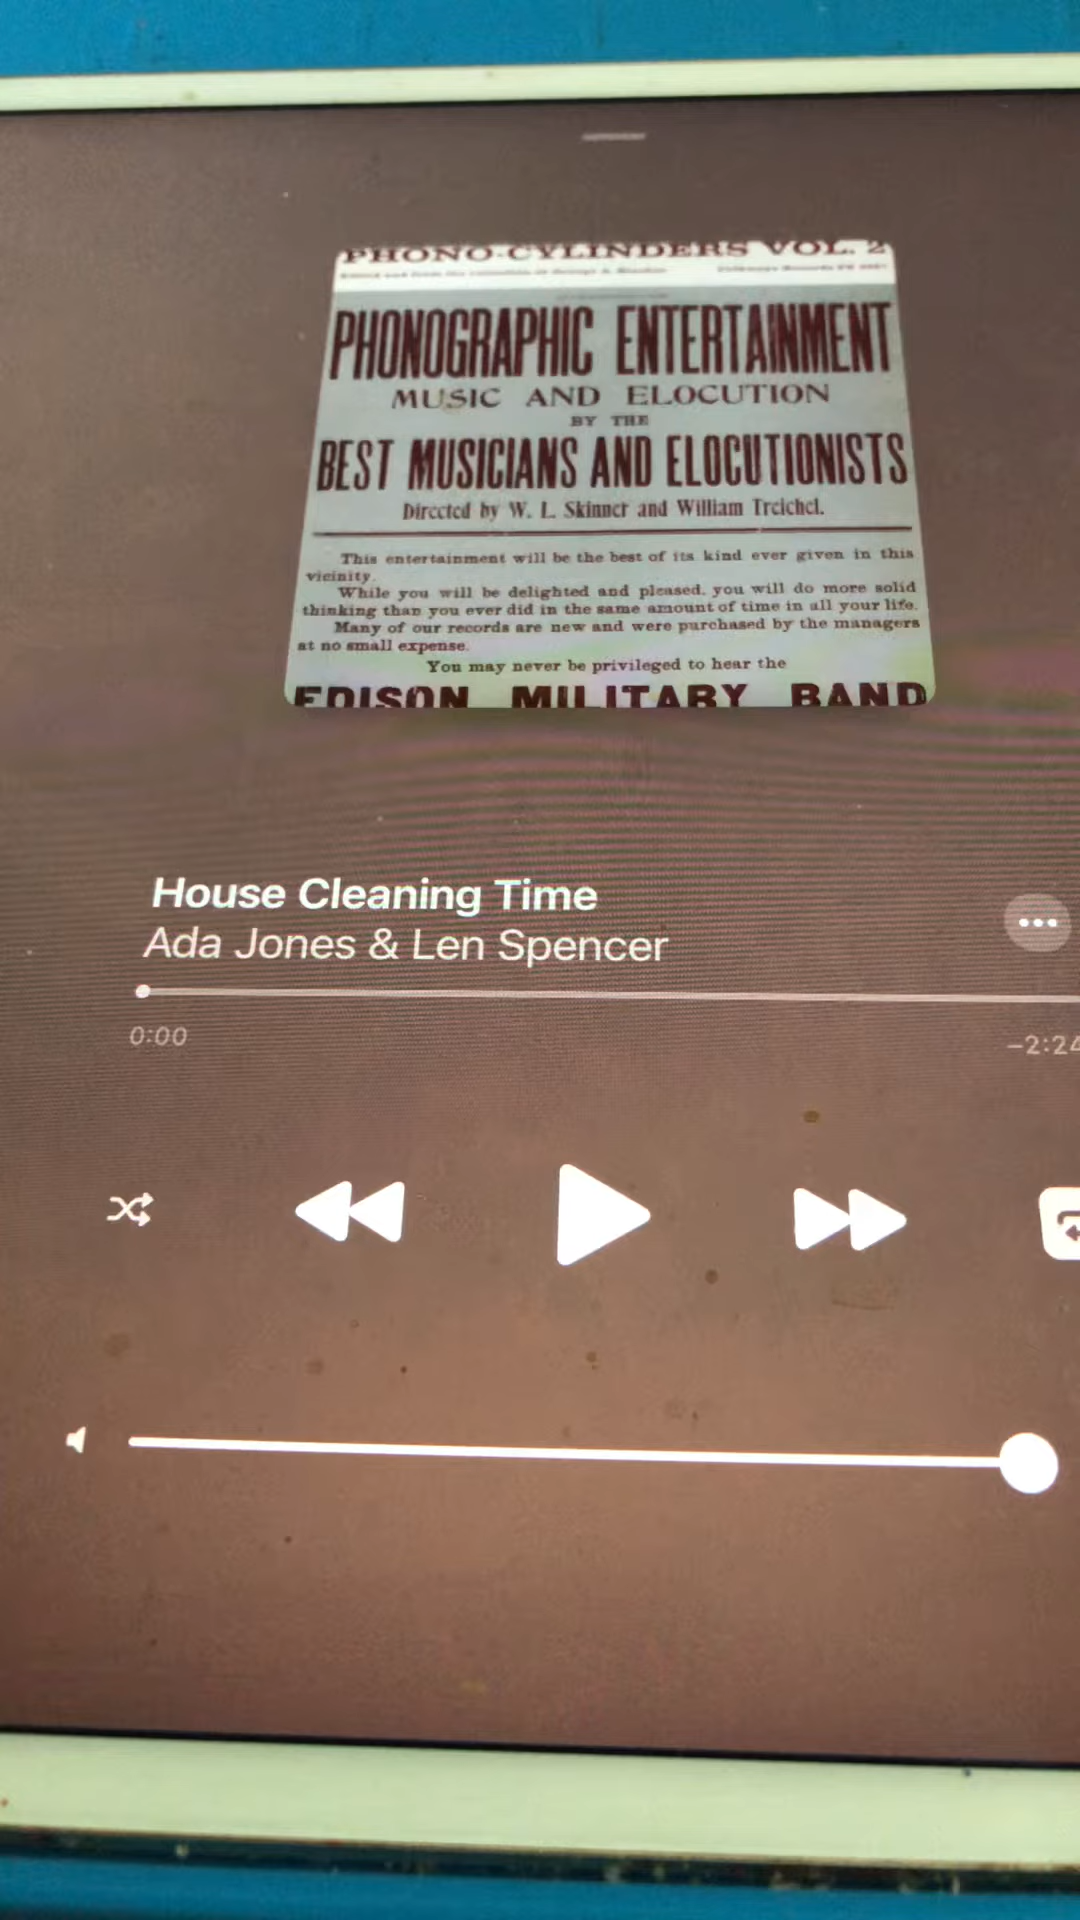 PHONO-CYLINDERS VOL. 2
PHONOGRAPHIC ENTERTAINMENT
MUSIC AND ELOCUTION
BY THE
BEST MUSICIANS AND ELOCUTIONISTS
Directed by W. L. Skinner and William Treichel.
This entertainment will be the best of its kind ever given in this
vicinity.
While you will be delighted and pleased, you will do more solid
thinking than you ever did in the same amount of time in all your life.
Many of our records are new and were purchased by the managers
at no small expense.
You may never be privileged to hear the
EDISON MILITARY BAND
House Cleaning Time
Ada Jones & Len Spencer
0:00
-2:24